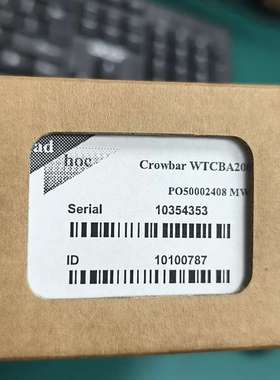 ad
hoc
Crowbar WTCBA200
PO50002408 MW
Serial 10354353
ID 10100787